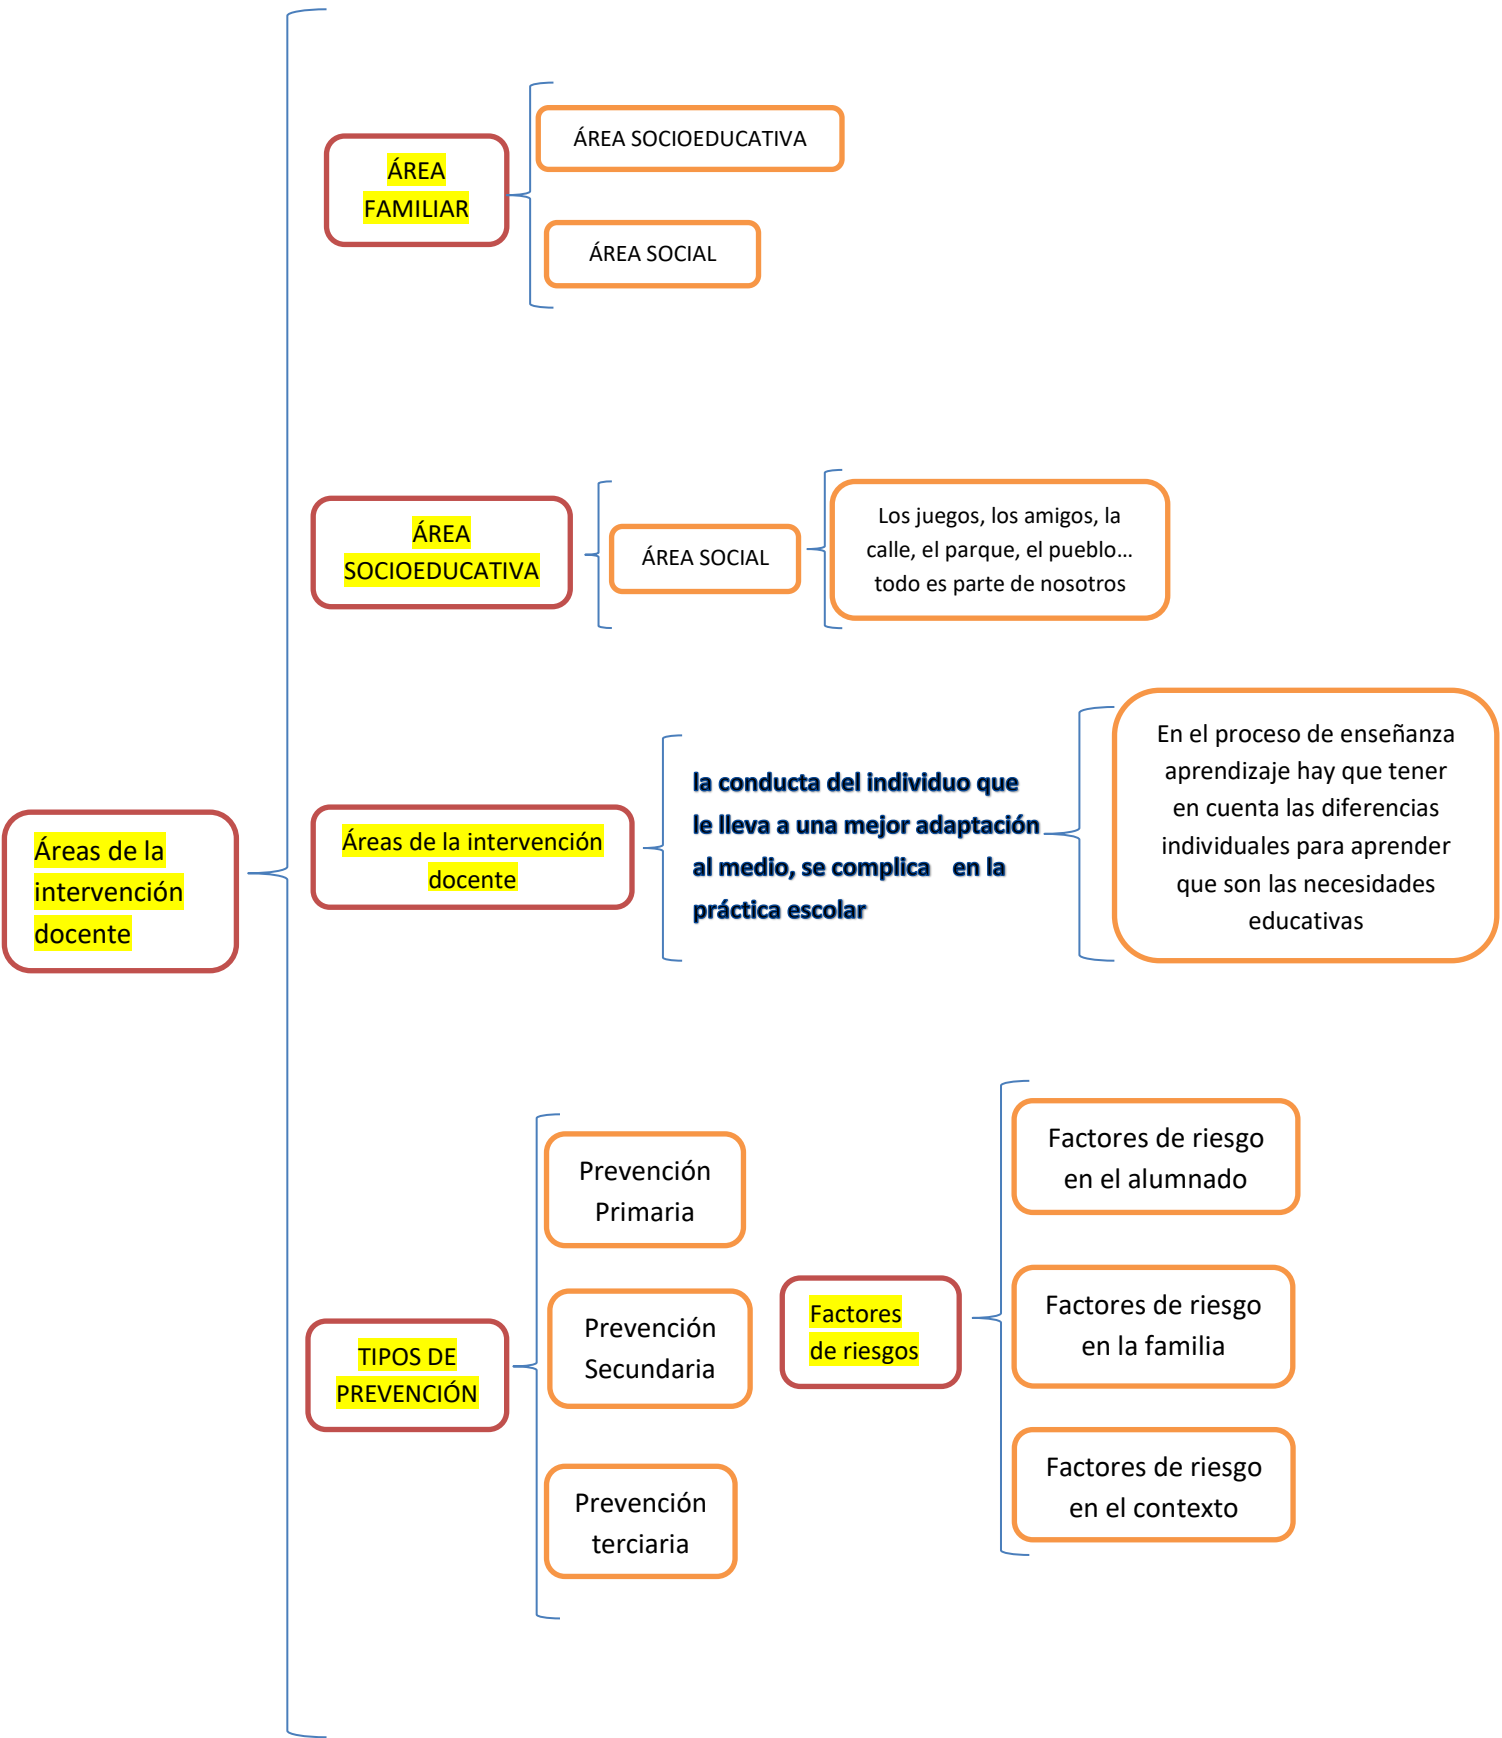 Áreas de la
intervención
docente
ÁREA
FAMILIAR
ÁREA SOCIOEDUCATIVA
ÁREA SOCIAL
ÁREA
SOCIOEDUCATIVA
ÁREA SOCIAL
Los juegos, los amigos, la
calle, el parque, el pueblo…
todo es parte de nosotros
Áreas de la intervención
docente
la conducta del individuo que
le lleva a una mejor adaptación
al medio, se complica en la
práctica escolar
En el proceso de enseñanza
aprendizaje hay que tener
en cuenta las diferencias
individuales para aprender
que son las necesidades
educativas
TIPOS DE
PREVENCIÓN
Prevención
Primaria
Prevención
Secundaria
Prevención
terciaria
Factores
de riesgos
Factores de riesgo
en el alumnado
Factores de riesgo
en la familia
Factores de riesgo
en el contexto